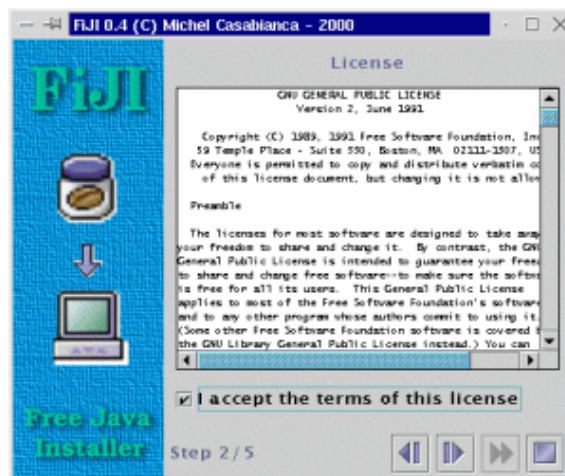 FiJI 0.4 (C) Michel Casabianca - 2000
FiJI
Free Java
Installer
License
GNU GENERAL PUBLIC LICENSE
Version 2, June 1991
Copyright (C) 1989, 1991 Free Software Foundation, Inc
59 Temple Place - Suite 330, Boston, MA 02111-1307, US
Everyone is permitted to copy and distribute verbatim co
of this license document, but changing it is not allow
Preamble
The licenses for most software are designed to take away
your freedom to share and change it. By contrast, the GNU
General Public License is intended to guarantee your freed
to share and change free software--to make sure the softwa
is free for all its users. This General Public License
applies to most of the Free Software Foundation's software
and to any other program whose authors commit to using it.
(Some other Free Software Foundation software is covered b
the GNU Library General Public License instead.) You can
I accept the terms of this license
Step 2/5